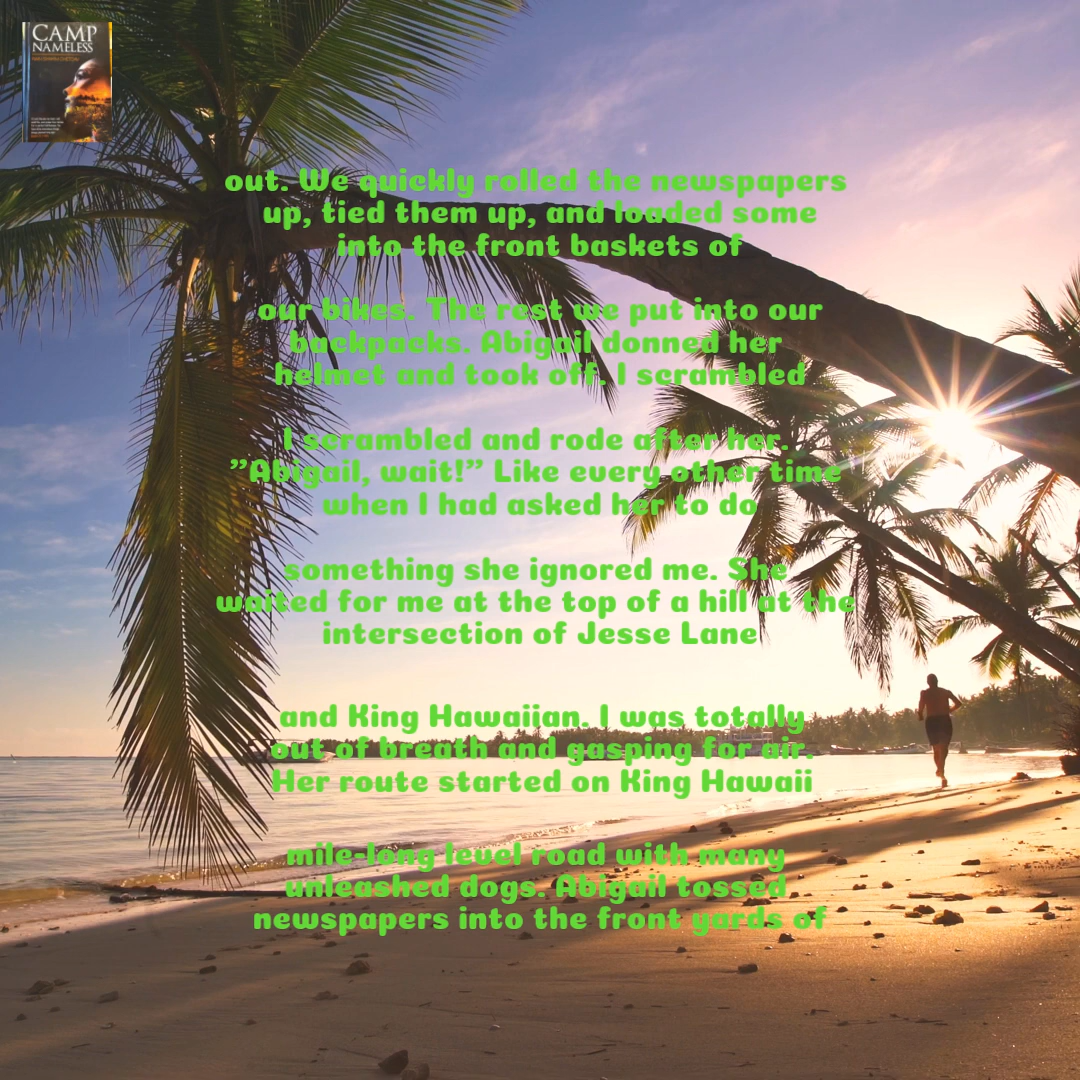 CAMP
NAMELESS
out. We quickly rolled the newspapers
up, tied them up, and loaded some
into the front baskets of
our bikes. The rest we put into our
backpacks. Abigail donned her
helmet and took off. I scrambled
I scrambled and rode after her.
"Abigail, wait!" Like every other time
when I had asked her to do
something she ignored me. She
waited for me at the top of a hill at the
intersection of Jesse Lane
and King Hawaiian. I was totally
out of breath and gasping for air.
Her route started on King Hawaii
mile-long level road with many
unleashed dogs. Abigail tossed
newspapers into the front yards of